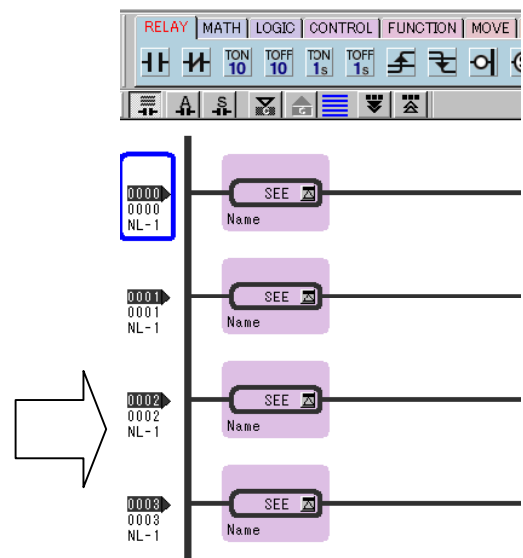 RELAY MATH LOGIC CONTROL FUNCTION MOVE
TON 10 TOFF 10 TON 1s TOFF 1s
A S
G G
0000 SEE
0000 Name
NL-1
0001 SEE
0001 Name
NL-1
0002 SEE
0002 Name
NL-1
0003 SEE
0003 Name
NL-1